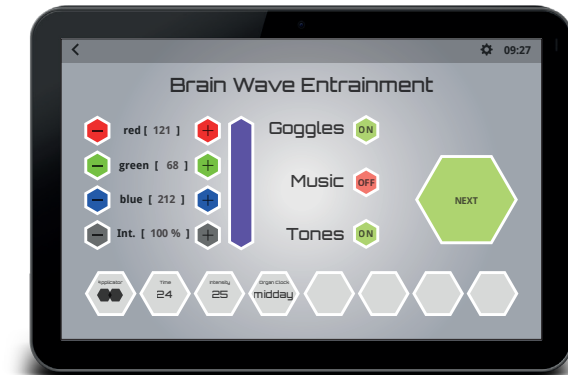 09:27
Brain Wave Entrainment
red [ 121 ]
green [ 68 ]
blue [ 212 ]
Int. [ 100 % ]
Goggles ON
Music OFF
Tones ON
NEXT
Applicator
Time
24
Intensity
25
Organ Clock
midday